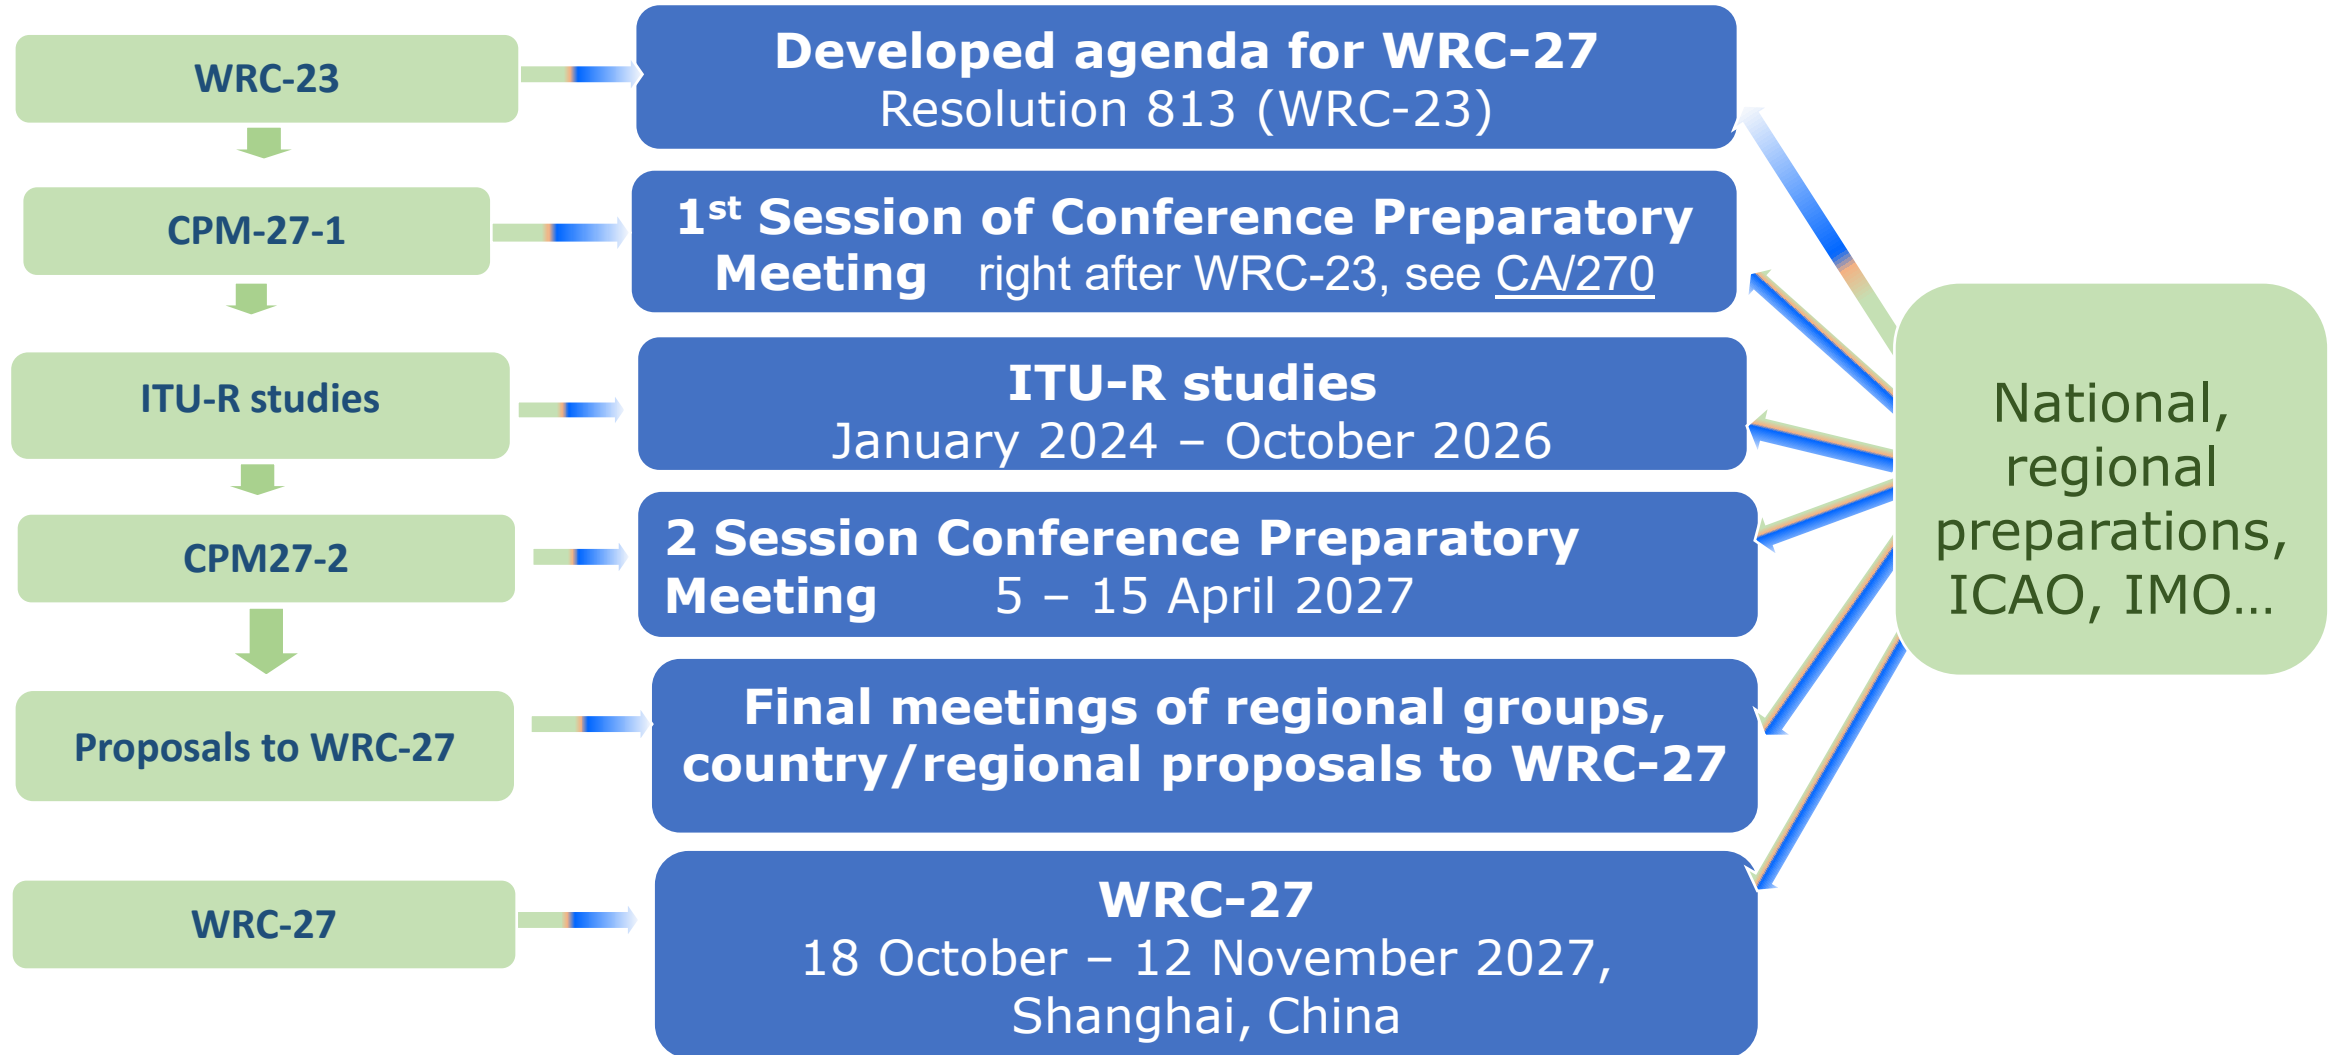 WRC-23
Developed agenda for WRC-27
Resolution 813 (WRC-23)
CPM-27-1
1st Session of Conference Preparatory
Meeting right after WRC-23, see CA/270
ITU-R studies
ITU-R studies
January 2024 – October 2026
CPM27-2
2 Session Conference Preparatory
Meeting 5 – 15 April 2027
Proposals to WRC-27
Final meetings of regional groups,
country/regional proposals to WRC-27
WRC-27
WRC-27
18 October – 12 November 2027,
Shanghai, China
National,
regional
preparations,
ICAO, IMO…